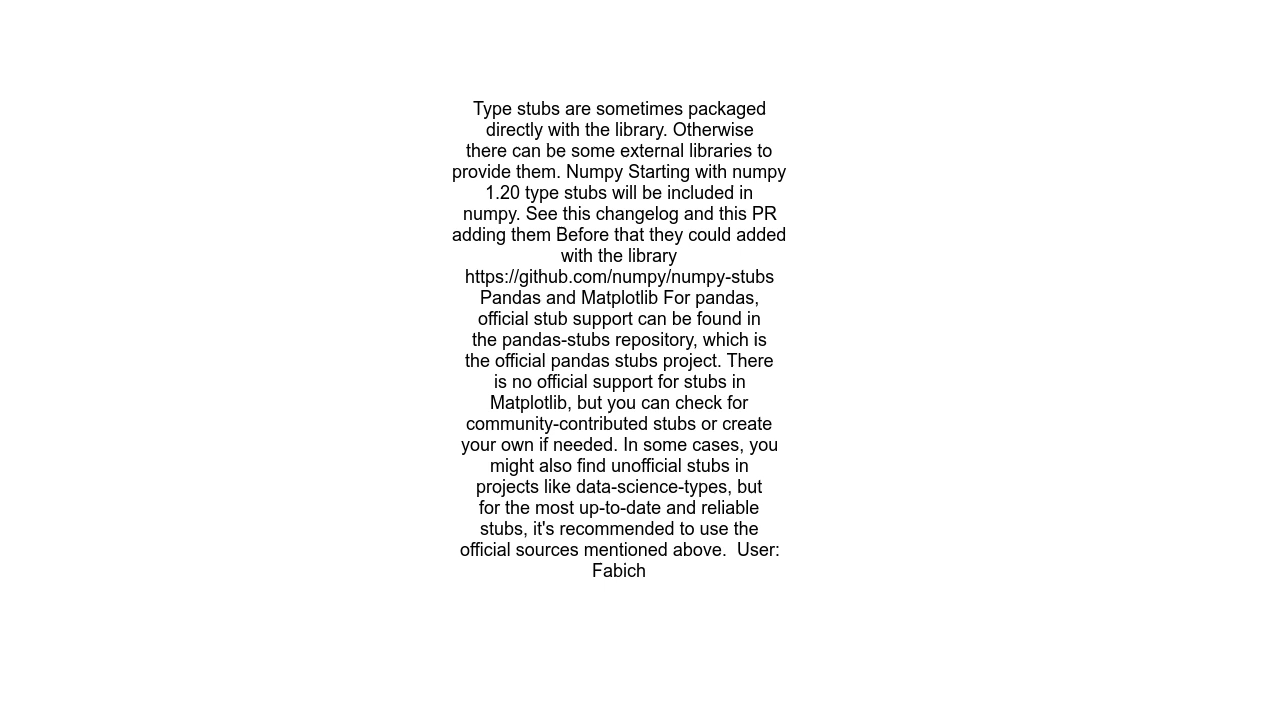 Type stubs are sometimes packaged
directly with the library. Otherwise
there can be some external libraries to
provide them. Numpy Starting with numpy
1.20 type stubs will be included in
numpy. See this changelog and this PR
adding them Before that they could added
with the library
https://github.com/numpy/numpy-stubs
Pandas and Matplotlib For pandas,
official stub support can be found in
the pandas-stubs repository, which is
the official pandas stubs project. There
is no official support for stubs in
Matplotlib, but you can check for
community-contributed stubs or create
your own if needed. In some cases, you
might also find unofficial stubs in
projects like data-science-types, but
for the most up-to-date and reliable
stubs, it's recommended to use the
official sources mentioned above.  User:
Fabich